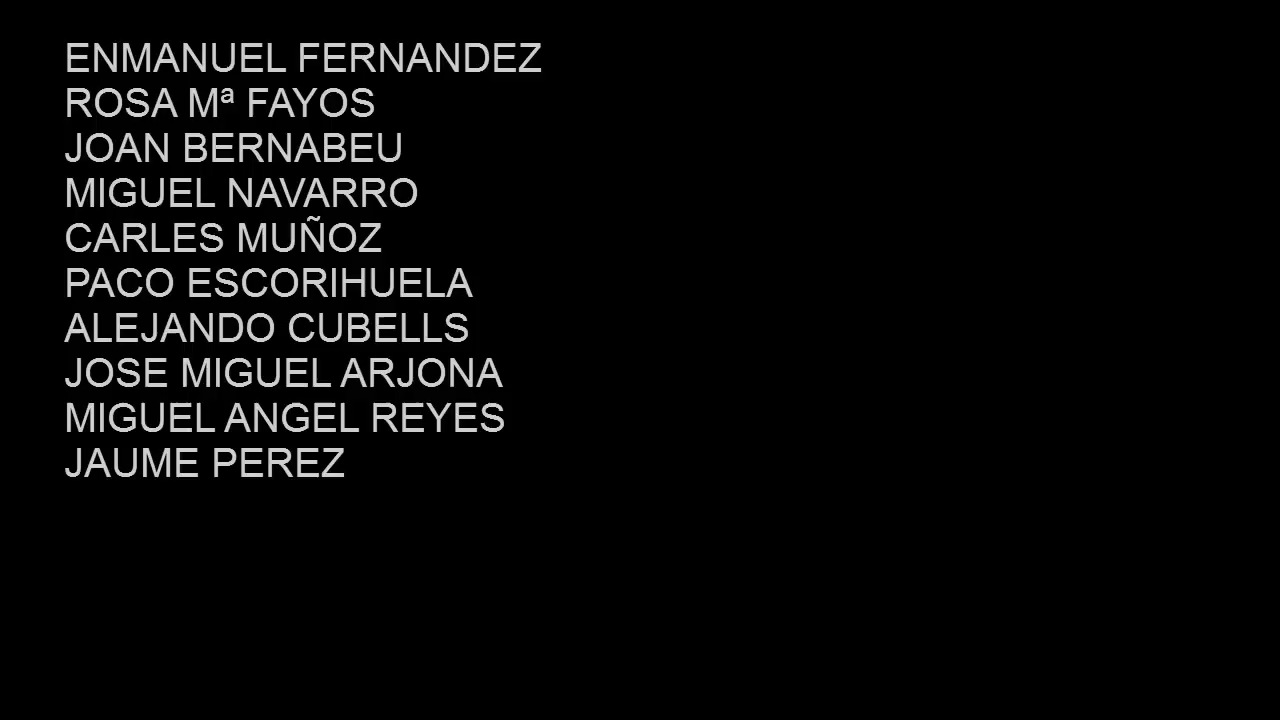 ENMANUEL FERNANDEZ
ROSA Mª FAYOS
JOAN BERNABEU
MIGUEL NAVARRO
CARLES MUÑOZ
PACO ESCORIHUELA
ALEJANDO CUBELLS
JOSE MIGUEL ARJONA
MIGUEL ANGEL REYES
JAUME PEREZ